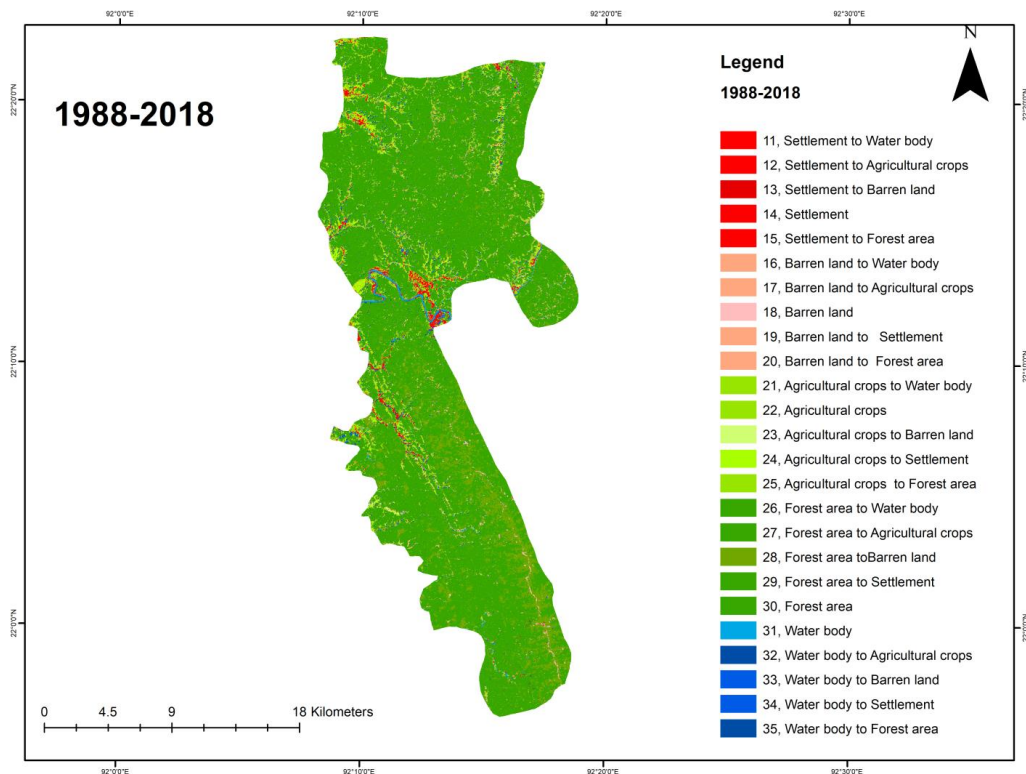 92°0'0"E
92°10'0"E
92°20'0"E
92°30'0"E
1988-2018
N
Legend
1988-2018
11, Settlement to Water body
12, Settlement to Agricultural crops
13, Settlement to Barren land
14, Settlement
15, Settlement to Forest area
16, Barren land to Water body
17, Barren land to Agricultural crops
18, Barren land
19, Barren land to Settlement
20, Barren land to Forest area
21, Agricultural crops to Water body
22, Agricultural crops
23, Agricultural crops to Barren land
24, Agricultural crops to Settlement
25, Agricultural crops to Forest area
26, Forest area to Water body
27, Forest area to Agricultural crops
28, Forest area toBarren land
29, Forest area to Settlement
30, Forest area
31, Water body
32, Water body to Agricultural crops
33, Water body to Barren land
34, Water body to Settlement
35, Water body to Forest area
22°20'0"N
22°10'0"N
22°0'0"N
0 4.5 9 18 Kilometers
92°0'0"E
92°10'0"E
92°20'0"E
92°30'0"E